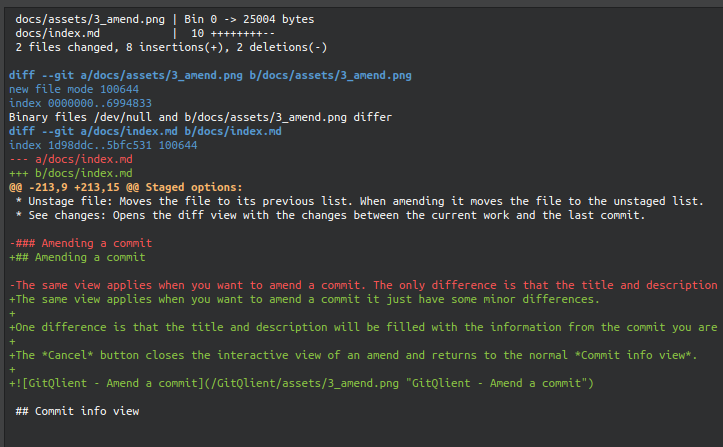 docs/assets/3_amend.png | Bin 0 -> 25004 bytes
docs/index.md | 10 ++++++++--
2 files changed, 8 insertions(+), 2 deletions(-)
diff --git a/docs/assets/3_amend.png b/docs/assets/3_amend.png
new file mode 100644
index 0000000..6994833
Binary files /dev/null and b/docs/assets/3_amend.png differ
diff --git a/docs/index.md b/docs/index.md
index 1d98ddc..5bfc531 100644
--- a/docs/index.md
+++ b/docs/index.md
@@ -213,9 +213,15 @@ Staged options:
* Unstage file: Moves the file to its previous list. When amending it moves the file to the unstaged list.
* See changes: Opens the diff view with the changes between the current work and the last commit.
-### Amending a commit
+## Amending a commit
-The same view applies when you want to amend a commit. The only difference is that the title and description
+The same view applies when you want to amend a commit it just have some minor differences.
+
+One difference is that the title and description will be filled with the information from the commit you are
+
+The *Cancel* button closes the interactive view of an amend and returns to the normal *Commit info view*.
+
+![GitQlient - Amend a commit](/GitQlient/assets/3_amend.png "GitQlient - Amend a commit")
## Commit info view